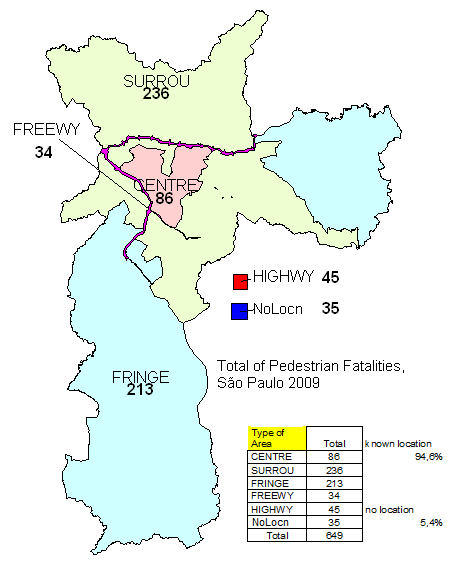 SURROU
236
FREEWY
34
CENTRE
86
HIGHWY 45
NoLocn 35
FRINGE
213
Total of Pedestrian Fatalities,
São Paulo 2009
Type of
Area Total known location
CENTRE 86 94,6%
SURROU 236
FRINGE 213
FREEWY 34
HIGHWY 45 no location
NoLocn 35 5,4%
Total 649